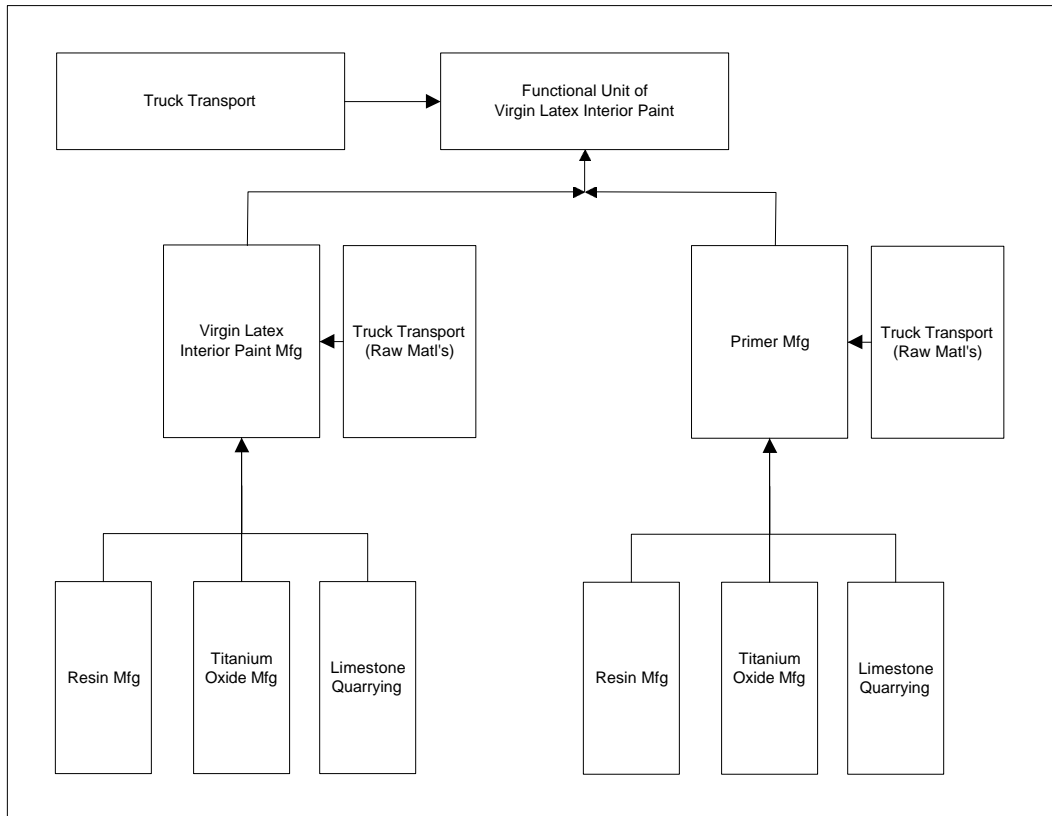 Truck Transport
Functional Unit of
Virgin Latex Interior Paint
Virgin Latex
Interior Paint Mfg
Truck Transport
(Raw Matl's)
Primer Mfg
Truck Transport
(Raw Matl's)
Resin Mfg
Titanium
Oxide Mfg
Limestone
Quarrying
Resin Mfg
Titanium
Oxide Mfg
Limestone
Quarrying